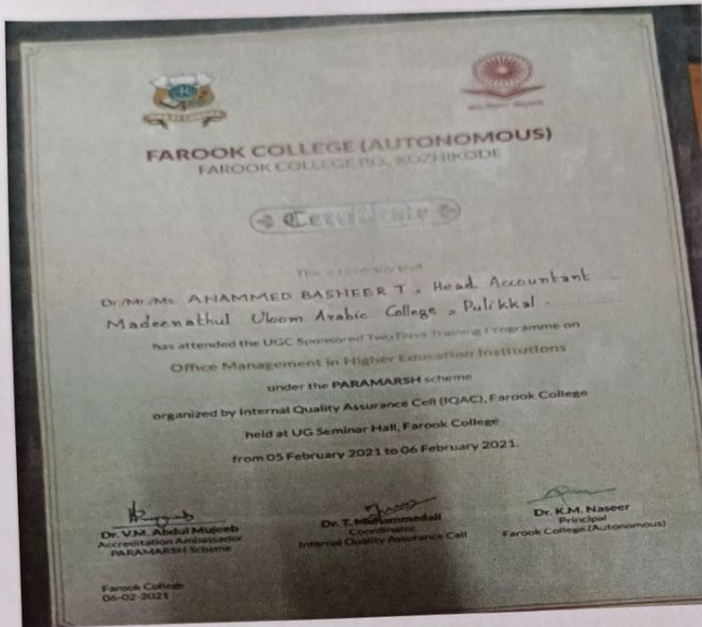 FAROOK COLLEGE (AUTONOMOUS)
FAROOK COLLEGE P.O., KOZHIKODE
Certificate
This is to certify that
Dr./Mr./Ms. AHAMMED BASHEER T, Head Accountant
Madeenathul Uloom Arabic College, Pulikkal.
has attended the UGC Sponsored Two Days Training Programme on
Office Management in Higher Education Institutions
under the PARAMARSH scheme
organized by Internal Quality Assurance Cell (IQAC), Farook College
held at UG Seminar Hall, Farook College
from 05 February 2021 to 06 February 2021.
Dr. V.M. Abdul Mujeeb
Accreditation Ambassador
PARAMARSH Scheme
Dr. T. Muhammedali
Coordinator
Internal Quality Assurance Cell
Dr. K.M. Naseer
Principal
Farook College (Autonomous)
Farook College
06-02-2021